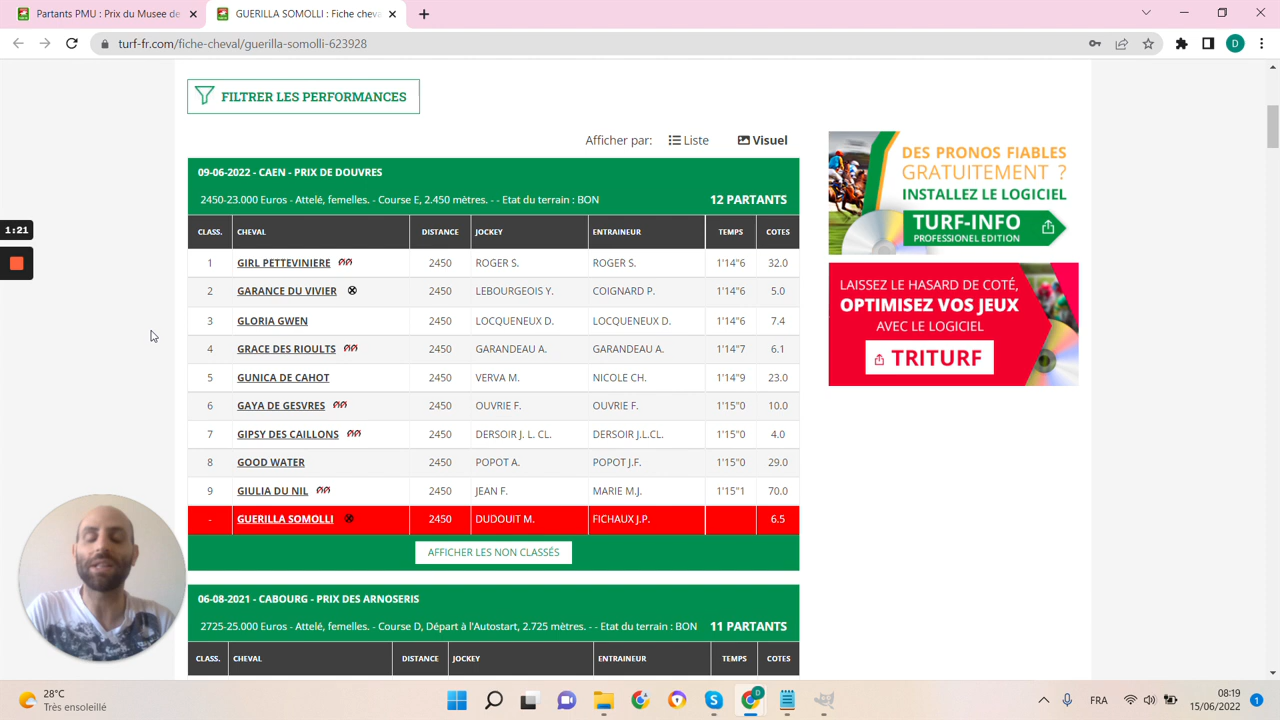 Partants PMU : Prix du Musee de
GUERILLA SOMOLLI : Fiche cheva
turf-fr.com/fiche-cheval/guerilla-somolli-623928
D
FILTRER LES PERFORMANCES
Afficher par: Liste Visuel
09-06-2022 - CAEN - PRIX DE DOUVRES
2450-23.000 Euros - Attelé, femelles. - Course E, 2.450 mètres. - - Etat du terrain : BON 12 PARTANTS
CLASS. CHEVAL DISTANCE JOCKEY ENTRAINEUR TEMPS COTES
1 GIRL PETTEVINIERE 2450 ROGER S. ROGER S. 1'14"6 32.0
2 GARANCE DU VIVIER 2450 LEBOURGEOIS Y. COIGNARD P. 1'14"6 5.0
3 GLORIA GWEN 2450 LOCQUENEUX D. LOCQUENEUX D. 1'14"6 7.4
4 GRACE DES RIOULTS 2450 GARANDEAU A. GARANDEAU A. 1'14"7 6.1
5 GUNICA DE CAHOT 2450 VERVA M. NICOLE CH. 1'14"9 23.0
6 GAYA DE GESVRES 2450 OUVRIE F. OUVRIE F. 1'15"0 10.0
7 GIPSY DES CAILLONS 2450 DERSOIR J. L. CL. DERSOIR J.L.CL. 1'15"0 4.0
8 GOOD WATER 2450 POPOT A. POPOT J.F. 1'15"0 29.0
9 GIULIA DU NIL 2450 JEAN F. MARIE M.J. 1'15"1 70.0
- GUERILLA SOMOLLI 2450 DUDOUIT M. FICHAUX J.P. 6.5
AFFICHER LES NON CLASSÉS
06-08-2021 - CABOURG - PRIX DES ARNOSERIS
2725-25.000 Euros - Attelé, femelles. - Course D, Départ à l'Autostart, 2.725 mètres. - - Etat du terrain : BON 11 PARTANTS
CLASS. CHEVAL DISTANCE JOCKEY ENTRAINEUR TEMPS COTES
DES PRONOS FIABLES
GRATUITEMENT ?
INSTALLEZ LE LOGICIEL
TURF-INFO
PROFESSIONEL EDITION
LAISSEZ LE HASARD DE COTÉ,
OPTIMISEZ VOS JEUX
AVEC LE LOGICIEL
TRITURF
1:21
28°C
Très ensoleillé
D
FRA
08:19
15/06/2022
1